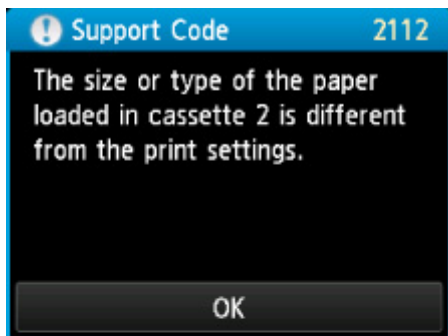 Support Code 2112
The size or type of the paper
loaded in cassette 2 is different
from the print settings.
OK